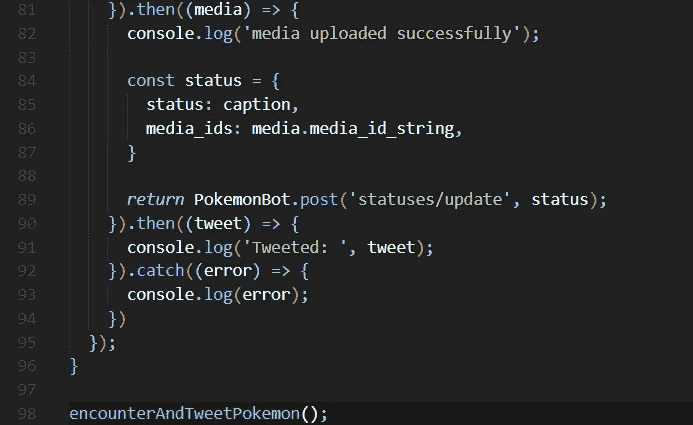 81 }).then((media) => {
82 console.log('media uploaded successfully');
83
84 const status = {
85 status: caption,
86 media_ids: media.media_id_string,
87 }
88
89 return PokemonBot.post('statuses/update', status);
90 }).then((tweet) => {
91 console.log('Tweeted: ', tweet);
92 }).catch((error) => {
93 console.log(error);
94 })
95 });
96 }
97
98 encounterAndTweetPokemon();